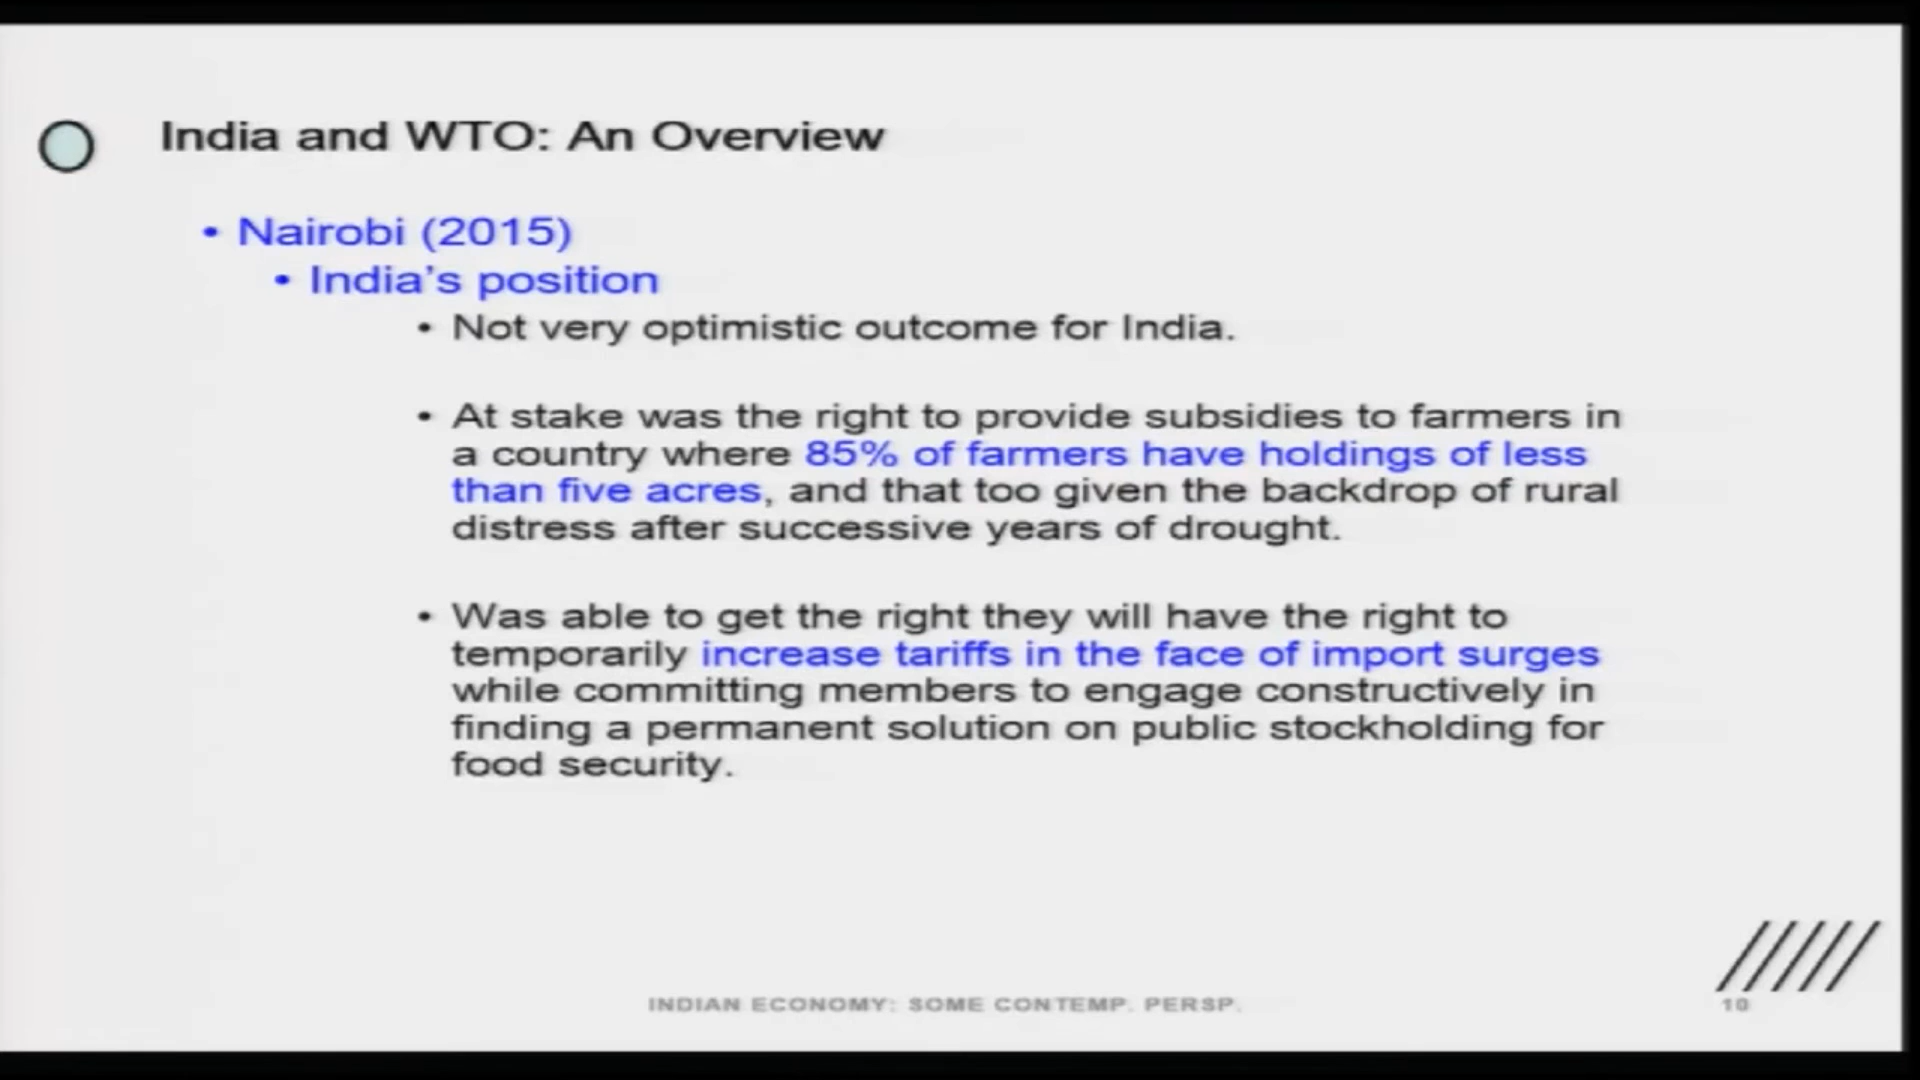 India and WTO: An Overview
• Nairobi (2015)
• India's position
• Not very optimistic outcome for India.
• At stake was the right to provide subsidies to farmers in
a country where 85% of farmers have holdings of less
than five acres, and that too given the backdrop of rural
distress after successive years of drought.
• Was able to get the right they will have the right to
temporarily increase tariffs in the face of import surges
while committing members to engage constructively in
finding a permanent solution on public stockholding for
food security.
INDIAN ECONOMY: SOME CONTEMP. PERSP.
10